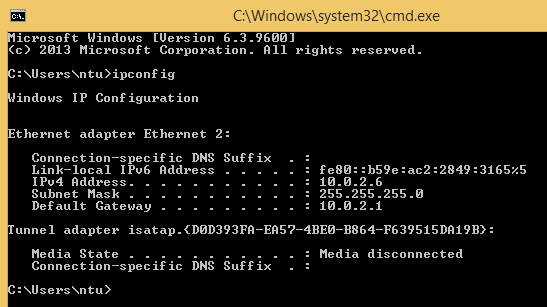 C:\Windows\system32\cmd.exe
Microsoft Windows [Version 6.3.9600]
(c) 2013 Microsoft Corporation. All rights reserved.
C:\Users\ntu>ipconfig
Windows IP Configuration
Ethernet adapter Ethernet 2:
Connection-specific DNS Suffix  . :
Link-local IPv6 Address . . . . . : fe80::b59e:ac2:2849:3165%5
IPv4 Address. . . . . . . . . . . : 10.0.2.6
Subnet Mask . . . . . . . . . . . : 255.255.255.0
Default Gateway . . . . . . . . . : 10.0.2.1
Tunnel adapter isatap.{D0D393FA-EA57-4BE0-B864-F639515DA19B}:
Media State . . . . . . . . . . . : Media disconnected
Connection-specific DNS Suffix  . :
C:\Users\ntu>